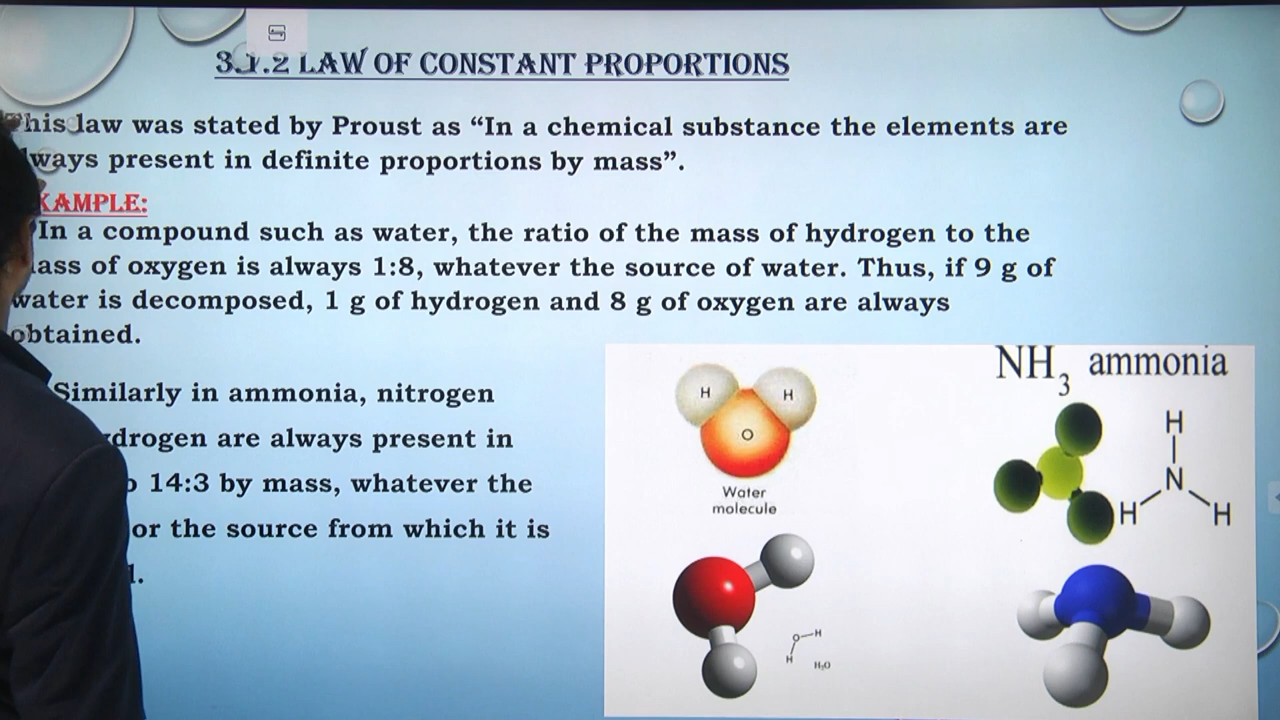 3.1.2 LAW OF CONSTANT PROPORTIONS
This law was stated by Proust as “In a chemical substance the elements are
lways present in definite proportions by mass”.
XAMPLE:
In a compound such as water, the ratio of the mass of hydrogen to the
ass of oxygen is always 1:8, whatever the source of water. Thus, if 9 g of
water is decomposed, 1 g of hydrogen and 8 g of oxygen are always
obtained.
Similarly in ammonia, nitrogen
drogen are always present in
14:3 by mass, whatever the
or the source from which it is
NH3 ammonia
H H
O
Water
molecule
H
N
H H
O H
H
H2O